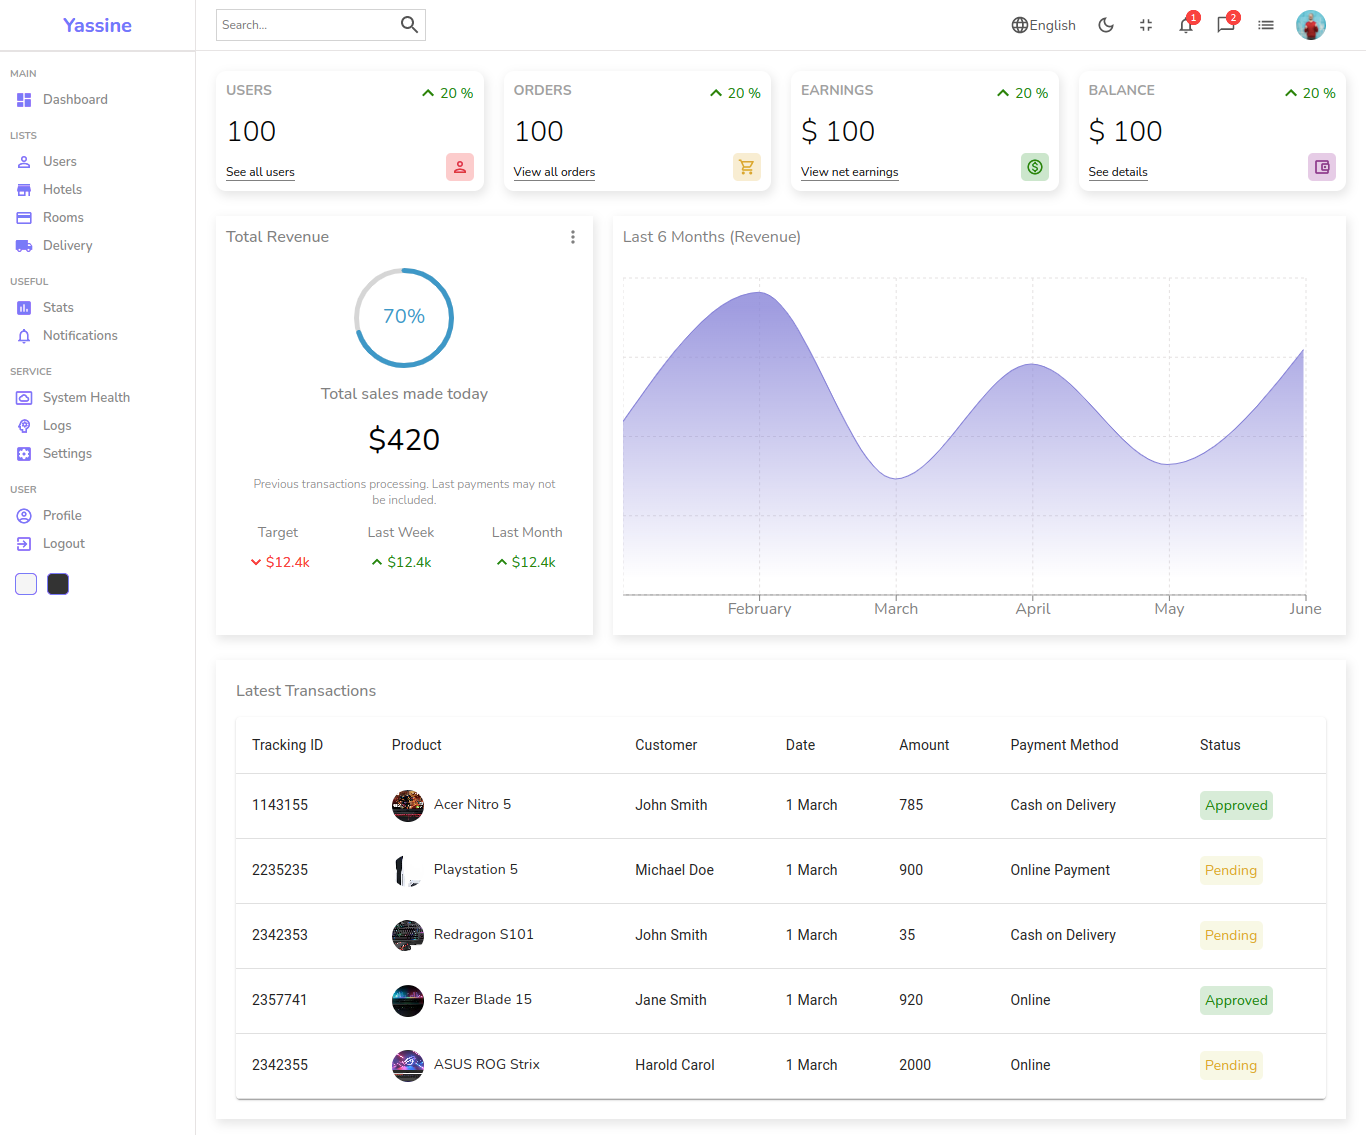 Yassine
Search...
English
1
2
MAIN
Dashboard
LISTS
Users
Hotels
Rooms
Delivery
USEFUL
Stats
Notifications
SERVICE
System Health
Logs
Settings
USER
Profile
Logout
USERS 20 %
100
See all users
ORDERS 20 %
100
View all orders
EARNINGS 20 %
$ 100
View net earnings
BALANCE 20 %
$ 100
See details
Total Revenue
70%
Total sales made today
$420
Previous transactions processing. Last payments may not
be included.
Target Last Week Last Month
$12.4k $12.4k $12.4k
Last 6 Months (Revenue)
February March April May June
Latest Transactions
Tracking ID Product Customer Date Amount Payment Method Status
1143155 Acer Nitro 5 John Smith 1 March 785 Cash on Delivery Approved
2235235 Playstation 5 Michael Doe 1 March 900 Online Payment Pending
2342353 Redragon S101 John Smith 1 March 35 Cash on Delivery Pending
2357741 Razer Blade 15 Jane Smith 1 March 920 Online Approved
2342355 ASUS ROG Strix Harold Carol 1 March 2000 Online Pending